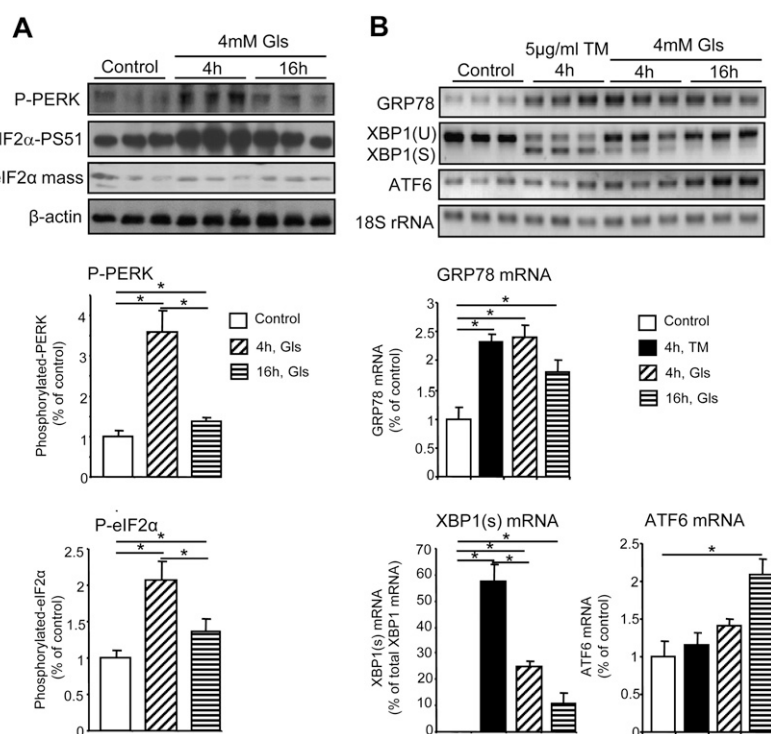 A
4mM Gls
Control
4h
16h
P-PERK
IF2α-PS51
eIF2α mass
β-actin
P-PERK
Phosphorylated-PERK
(% of control)
4
2
1
0
*
*
*
Control
4h, Gls
16h, Gls
P-eIF2α
Phosphorylated-eIF2α
(% of control)
2.5
2
1.5
1
0.5
0
*
*
*
B
5µg/ml TM
4mM Gls
Control
4h
4h
16h
GRP78
XBP1(U)
XBP1(S)
ATF6
18S rRNA
GRP78 mRNA
GRP78 mRNA
(% of control)
3
2.5
2
1.5
1
0.5
0
*
*
*
Control
4h, TM
4h, Gls
16h, Gls
XBP1(s) mRNA
XBP1(s) mRNA
(% of total XBP1 mRNA)
70
60
50
40
30
20
10
0
*
*
*
*
ATF6 mRNA
ATF6 mRNA
(% of control)
2.5
2
1.5
1
0.5
0
*